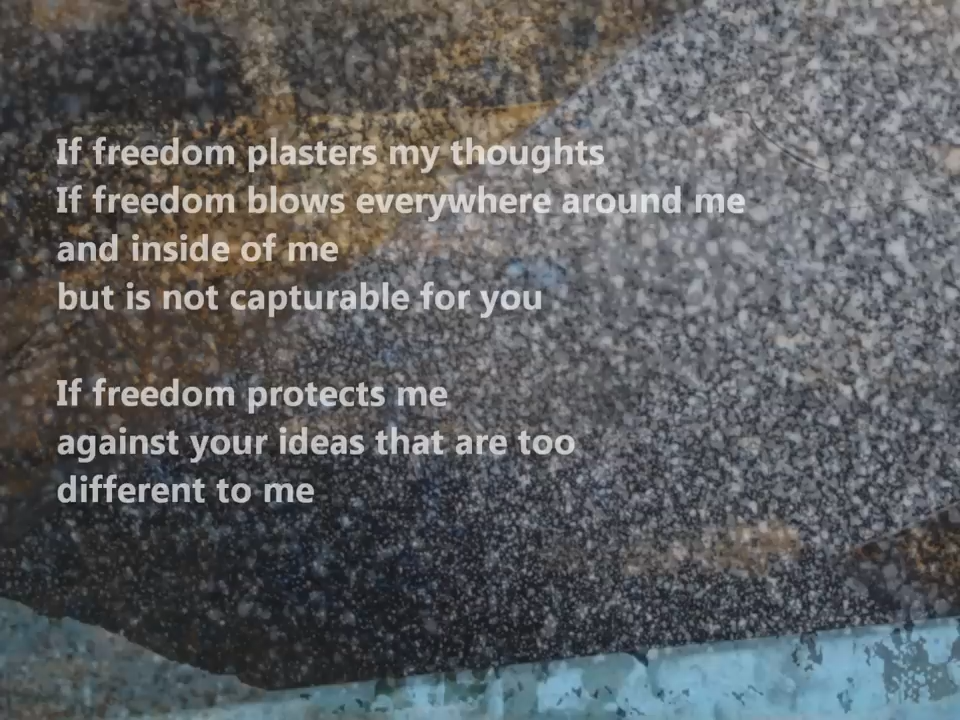 If freedom plasters my thoughts
If freedom blows everywhere around me
and inside of me
but is not capturable for you
If freedom protects me
against your ideas that are too
different to me